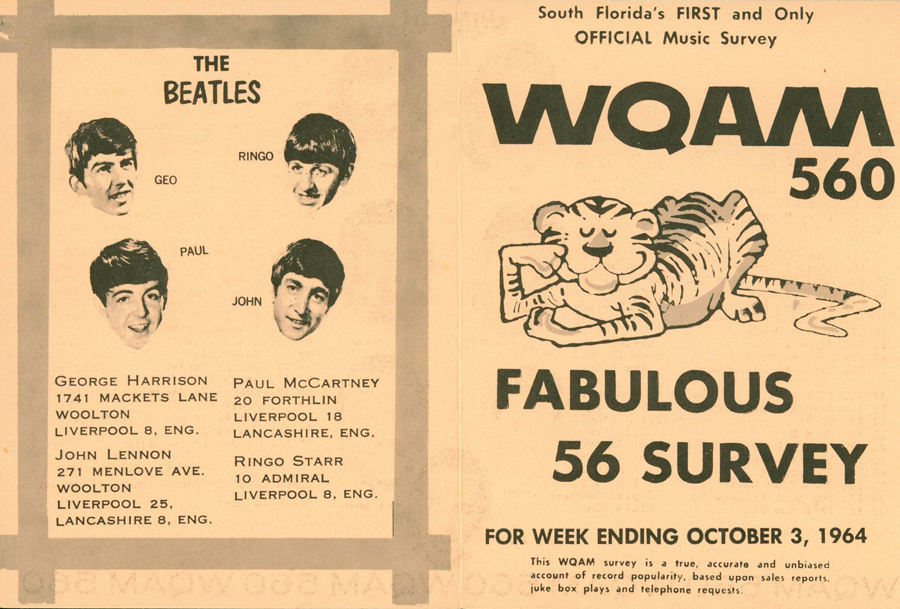 THE
BEATLES
GEO
RINGO
PAUL
JOHN
GEORGE HARRISON
1741 MACKETS LANE
WOOLTON
LIVERPOOL 8, ENG.
JOHN LENNON
271 MENLOVE AVE.
WOOLTON
LIVERPOOL 25,
LANCASHIRE 8, ENG.
PAUL MCCARTNEY
20 FORTHLIN
LIVERPOOL 18
LANCASHIRE, ENG.
RINGO STARR
10 ADMIRAL
LIVERPOOL 8, ENG.
South Florida's FIRST and Only
OFFICIAL Music Survey
WQAM
560
FABULOUS
56 SURVEY
FOR WEEK ENDING OCTOBER 3, 1964
This WQAM survey is a true, accurate and unbiased
account of record popularity, based upon sales reports,
juke box plays and telephone requests.